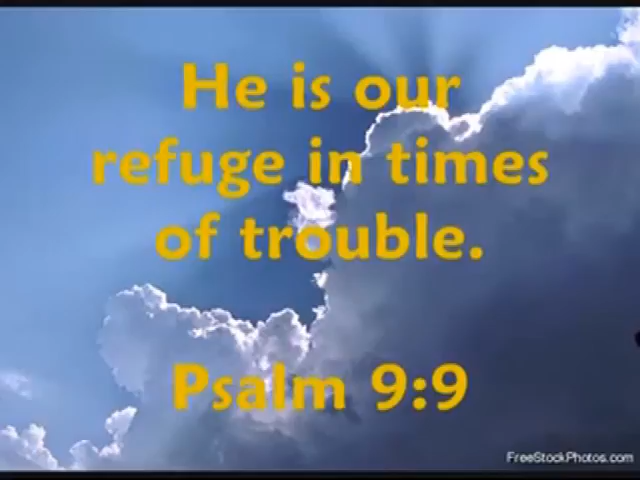 He is our
refuge in times
of trouble.
Psalm 9:9
FreeStockPhotos.com